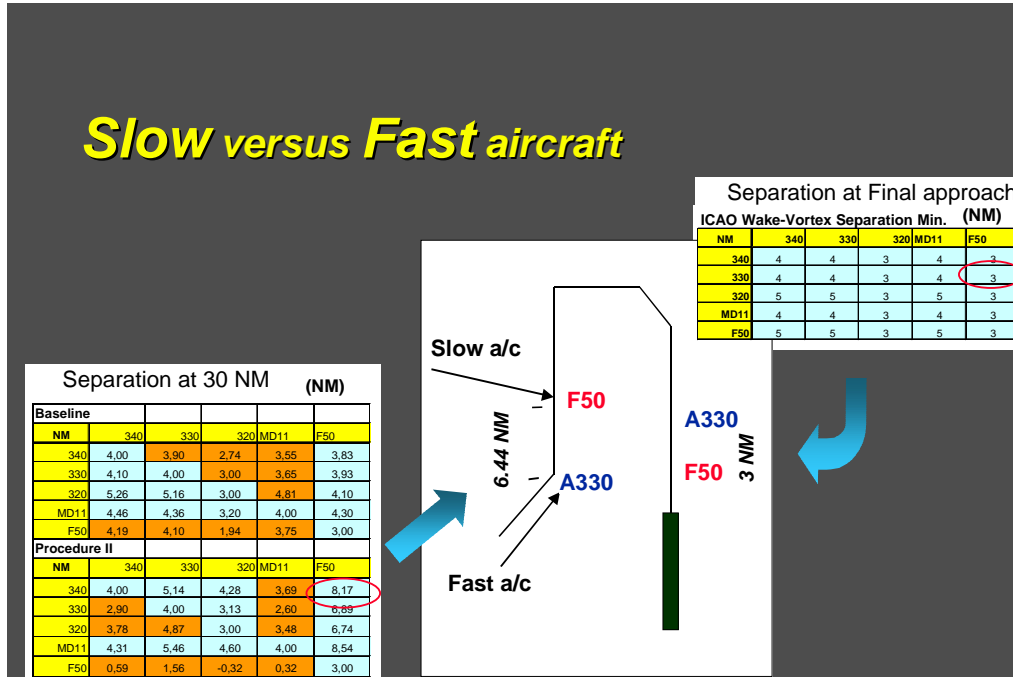 Slow versus Fast aircraft
Separation at Final approach
ICAO Wake-Vortex Separation Min. (NM)
NM 340 330 320 MD11 F50
340 4 4 3 4 3
330 4 4 3 4 3
320 5 5 3 5 3
MD11 4 4 3 4 3
F50 5 5 3 5 3
Slow a/c
F50
6.44 NM
A330
Fast a/c
A330
F50
3 NM
Separation at 30 NM (NM)
Baseline
NM 340 330 320 MD11 F50
340 4,00 3,90 2,74 3,55 3,83
330 4,10 4,00 3,00 3,65 3,93
320 5,26 5,16 3,00 4,81 4,10
MD11 4,46 4,36 3,20 4,00 4,30
F50 4,19 4,10 1,94 3,75 3,00
Procedure II
NM 340 330 320 MD11 F50
340 4,00 5,14 4,28 3,69 8,17
330 2,90 4,00 3,13 2,60 6,89
320 3,78 4,87 3,00 3,48 6,74
MD11 4,31 5,46 4,60 4,00 8,54
F50 0,59 1,56 -0,32 0,32 3,00